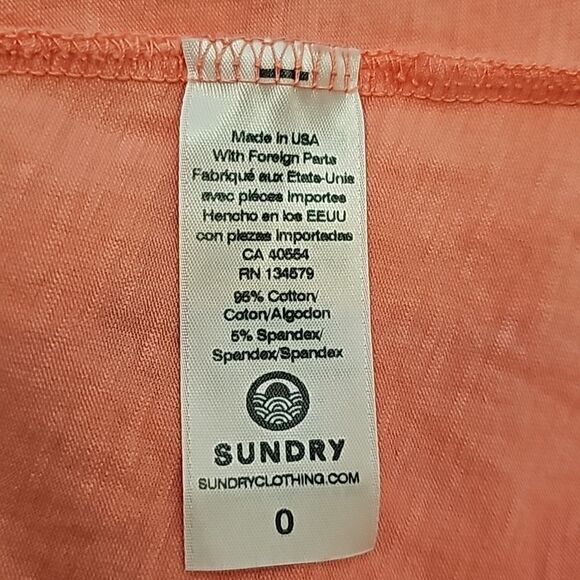 Made in USA
With Foreign Parts
Fabriqué aux Etats-Unis
avec piéces importes
Hencho en los EEUU
con piezas Importadas
CA 40554
RN 134579
95% Cotton/
Coton/Algodon
5% Spandex/
Spandex/Spandex
SUNDRY
SUNDRYCLOTHING.COM
0